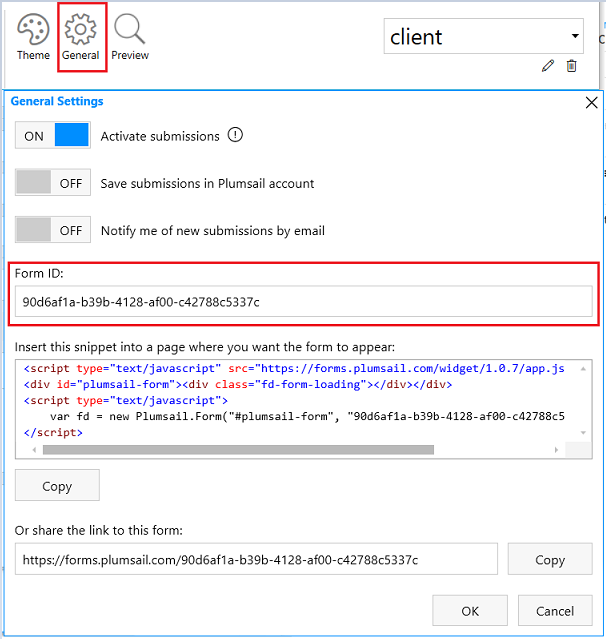 client
Theme General Preview
General Settings
ON Activate submissions
OFF Save submissions in Plumsail account
OFF Notify me of new submissions by email
Form ID:
90d6af1a-b39b-4128-af00-c42788c5337c
Insert this snippet into a page where you want the form to appear:
<script type="text/javascript" src="https://forms.plumsail.com/widget/1.0.7/app.js
<div id="plumsail-form"><div class="fd-form-loading"></div></div>
<script type="text/javascript">
var fd = new Plumsail.Form("#plumsail-form", "90d6af1a-b39b-4128-af00-c42788c5
</script>
Copy
Or share the link to this form:
https://forms.plumsail.com/90d6af1a-b39b-4128-af00-c42788c5337c Copy
OK Cancel